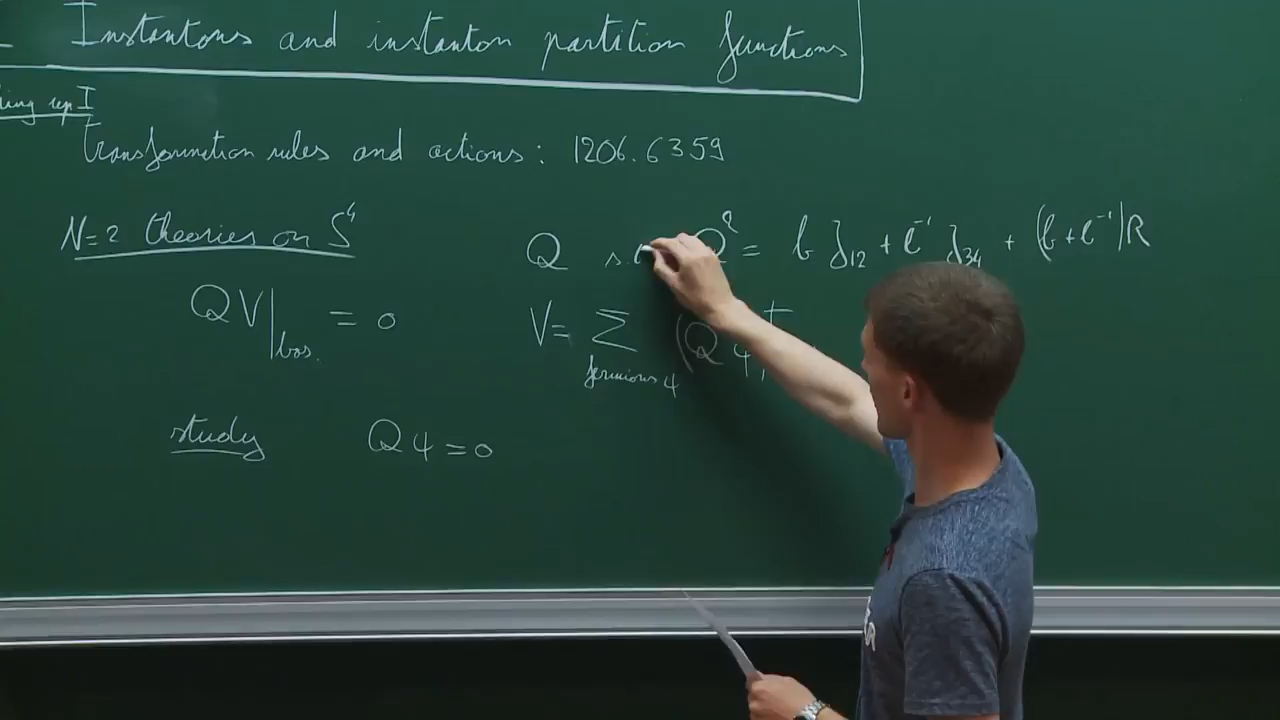 Instantons and instanton partition functions
ing up I
transformation rules and actions : 1206.6359
N=2 theories on S⁴
Q s.t Q² = b J₁₂ + b⁻¹ J₃₄ + (b+b⁻¹)R
QV|bos. = 0
V = Σ (Qψ)†
fermions ψ
study Qψ = 0